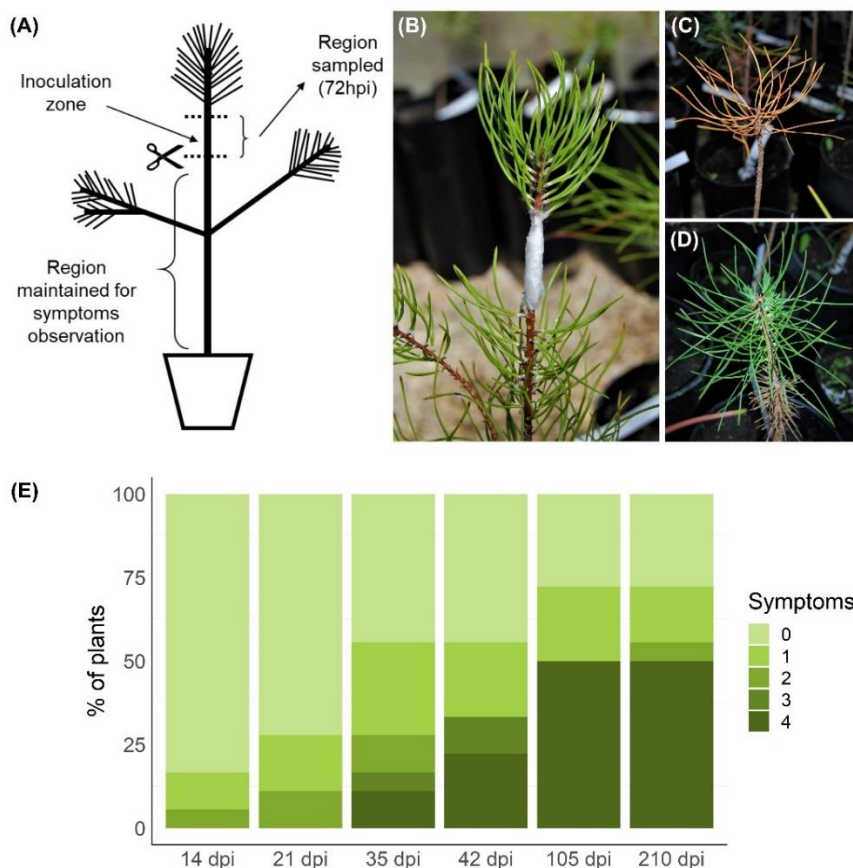 (A)
Inoculation
zone
Region
sampled
(72hpi)
Region
maintained for
symptoms
observation
(B)
(C)
(D)
(E)
% of plants
100
75
50
25
0
14 dpi 21 dpi 35 dpi 42 dpi 105 dpi 210 dpi
Symptoms
0
1
2
3
4